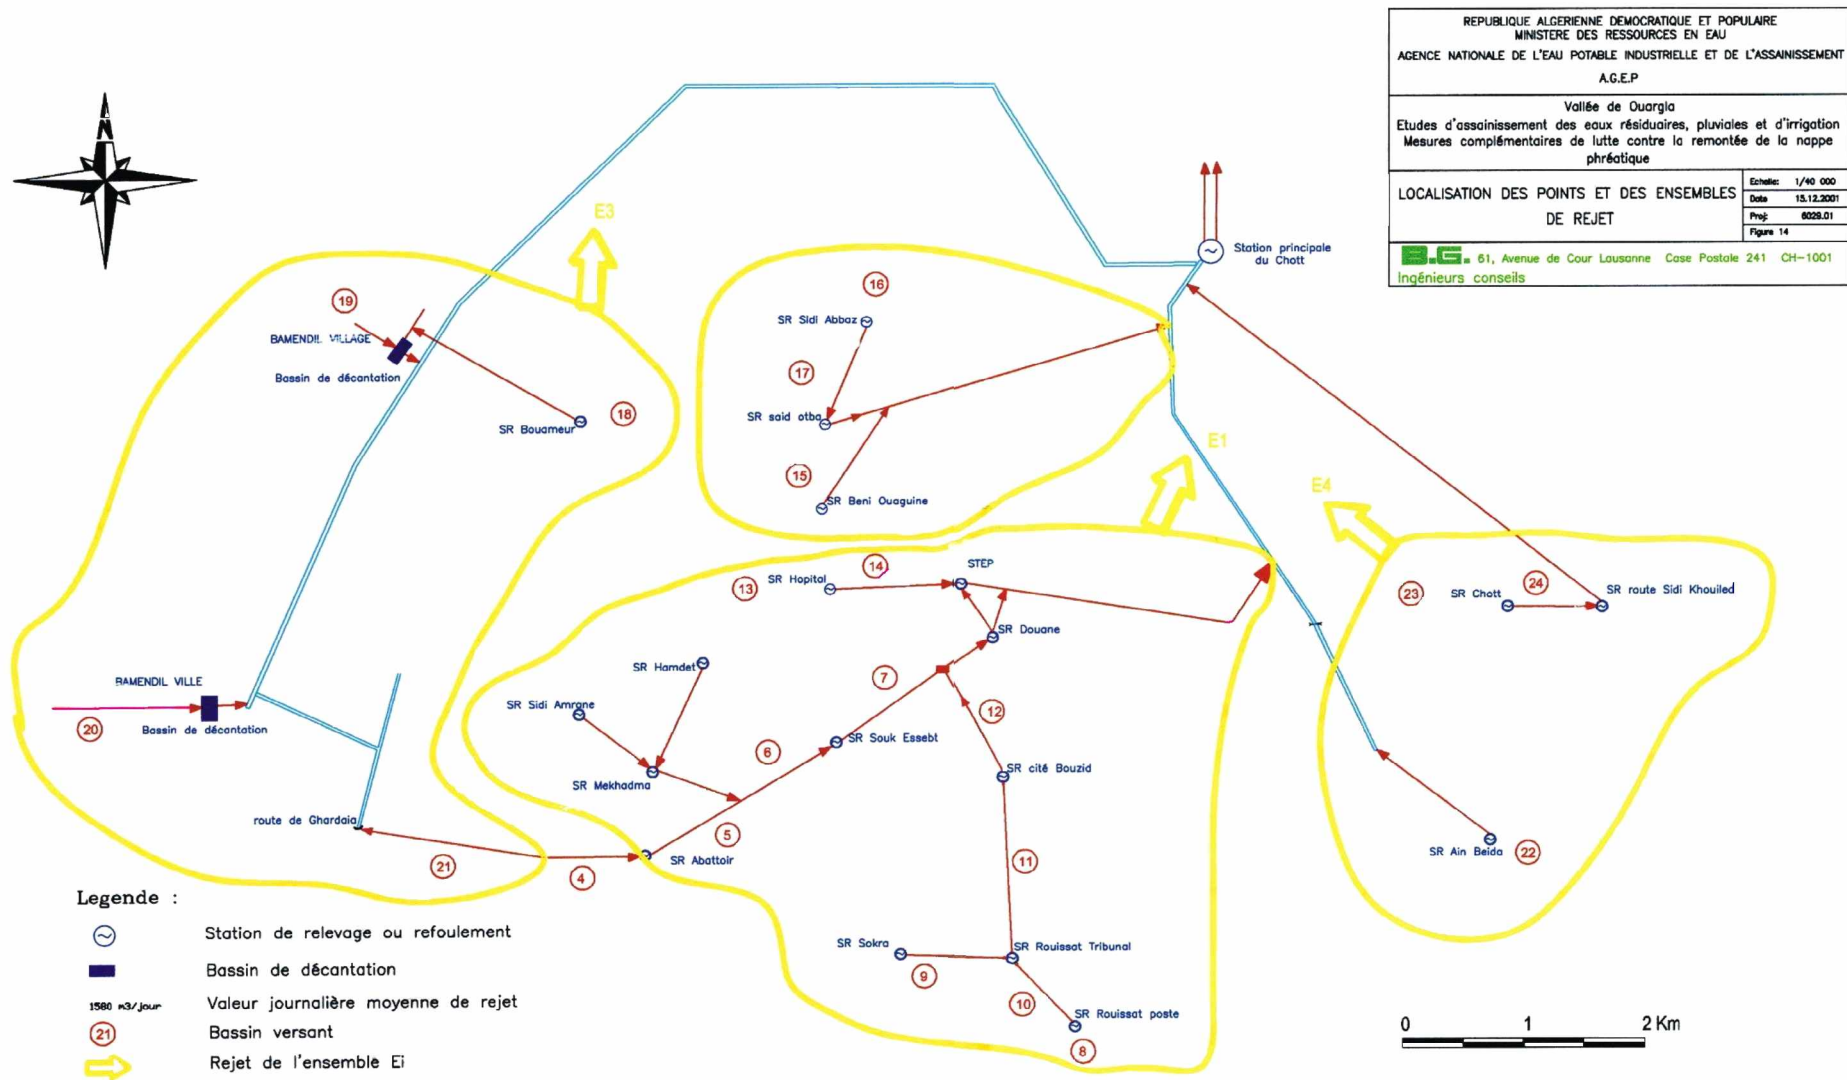 REPUBLIQUE ALGERIENNE DEMOCRATIQUE ET POPULAIRE
MINISTERE DES RESSOURCES EN EAU
AGENCE NATIONALE DE L'EAU POTABLE INDUSTRIELLE ET DE L'ASSAINISSEMENT
A.G.E.P
Vallée de Ouargla
Etudes d'assainissement des eaux résiduaires, pluviales et d'irrigation
Mesures complémentaires de lutte contre la remontée de la nappe
phréatique
LOCALISATION DES POINTS ET DES ENSEMBLES
DE REJET
Echelle: 1/40 000
Date 15.12.2001
Proj: 6029.01
Figure 14
B.G. 61, Avenue de Cour Lausanne Case Postale 241 CH-1001
Ingénieurs conseils
N
E3
Station principale
du Chott
19
BAMENDIL VILLAGE
Bassin de décantation
SR Bouameur
18
16
SR Sidi Abbaz
17
SR said otba
15
SR Beni Ouaguine
E1
E4
13
SR Hopital
14
STEP
SR Douane
23
SR Chott
24
SR route Sidi Khouiled
SR Hamdet
7
SR Sidi Amrane
12
BAMENDIL VILLE
20
Bassin de décantation
6
SR Souk Essebt
SR Mekhadma
SR cité Bouzid
route de Ghardaia
5
21
4
SR Abattoir
11
SR Ain Beida
22
SR Sokra
9
SR Rouissat Tribunal
10
SR Rouissat poste
8
Legende :
Station de relevage ou refoulement
Bassin de décantation
1580 m3/jour Valeur journalière moyenne de rejet
21 Bassin versant
Rejet de l'ensemble Ei
0 1 2 Km